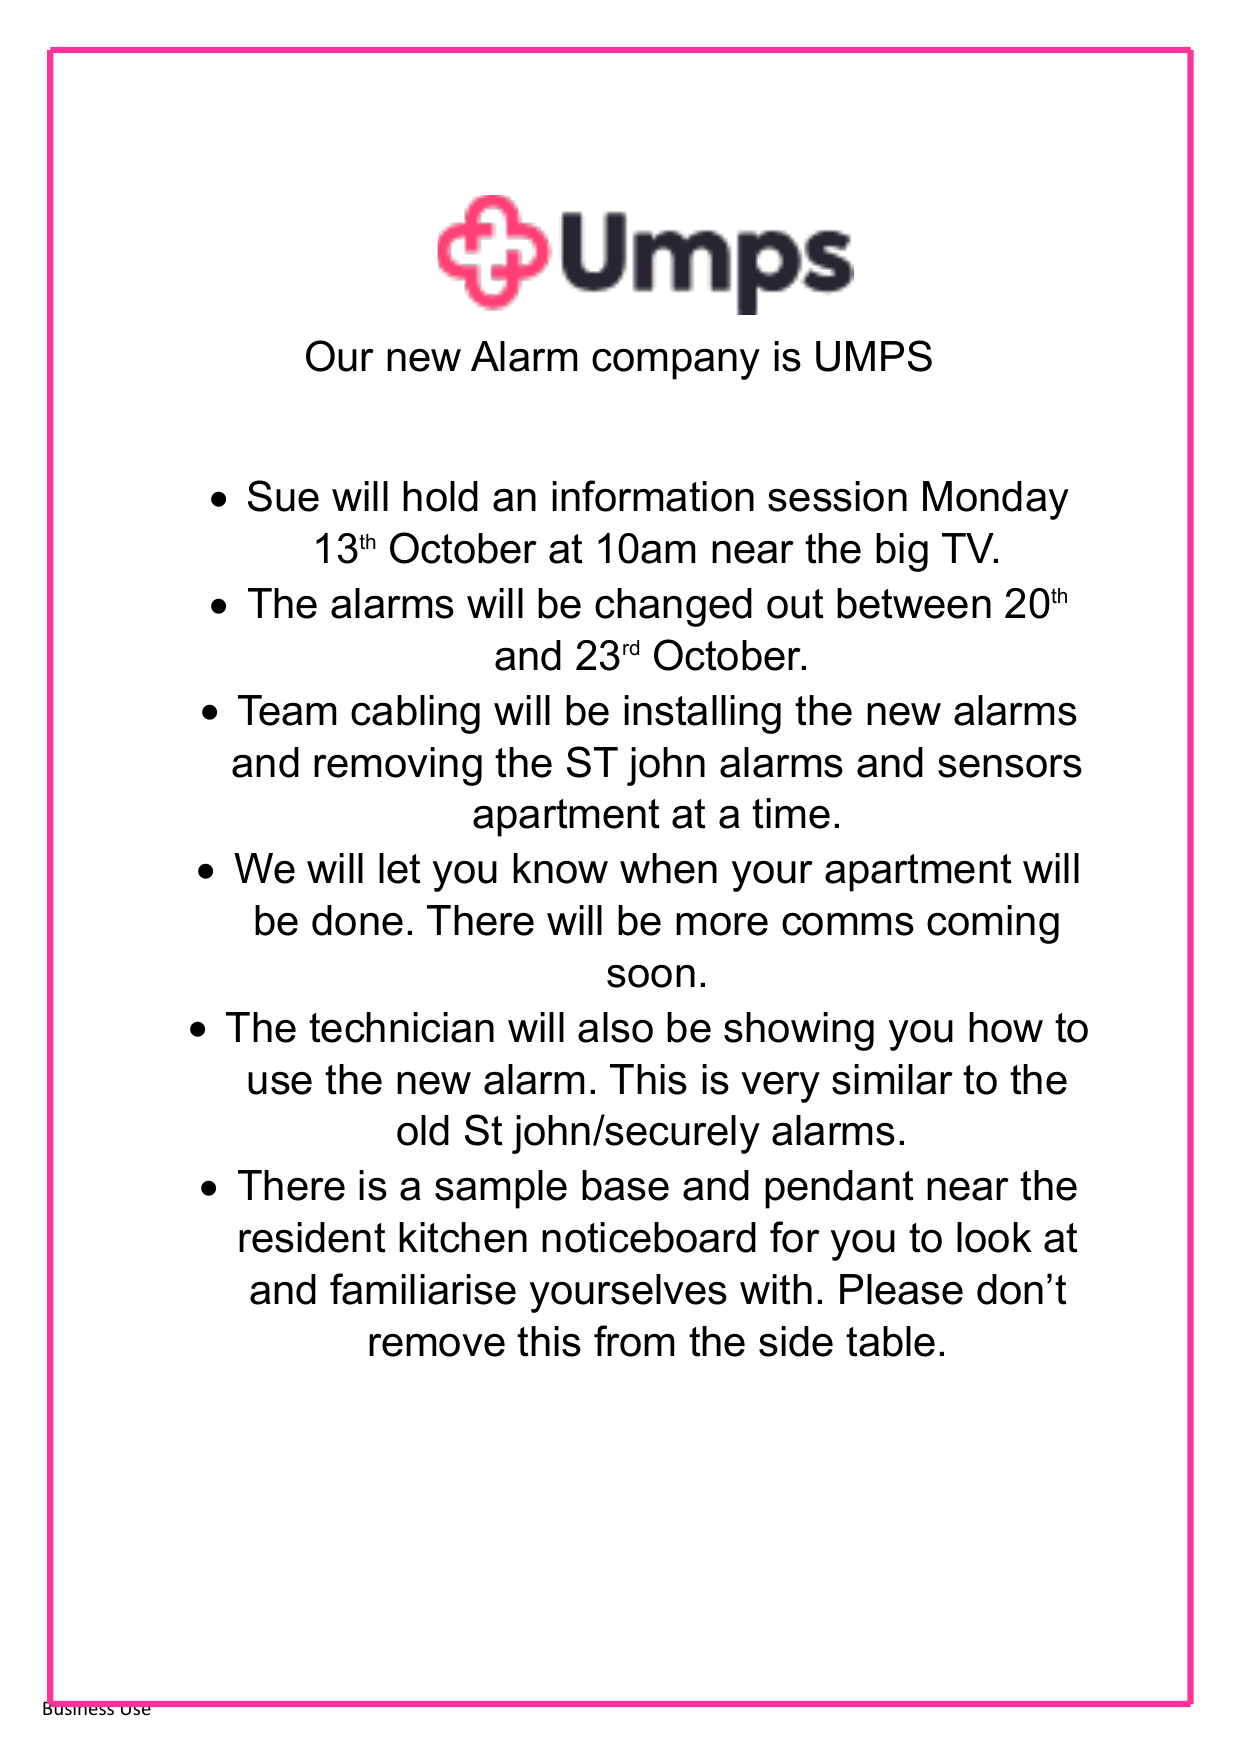 Umps
Our new Alarm company is UMPS
• Sue will hold an information session Monday
13th October at 10am near the big TV.
• The alarms will be changed out between 20th
and 23rd October.
• Team cabling will be installing the new alarms
and removing the ST john alarms and sensors
apartment at a time.
• We will let you know when your apartment will
be done. There will be more comms coming
soon.
• The technician will also be showing you how to
use the new alarm. This is very similar to the
old St john/securely alarms.
• There is a sample base and pendant near the
resident kitchen noticeboard for you to look at
and familiarise yourselves with. Please don’t
remove this from the side table.
Business Use